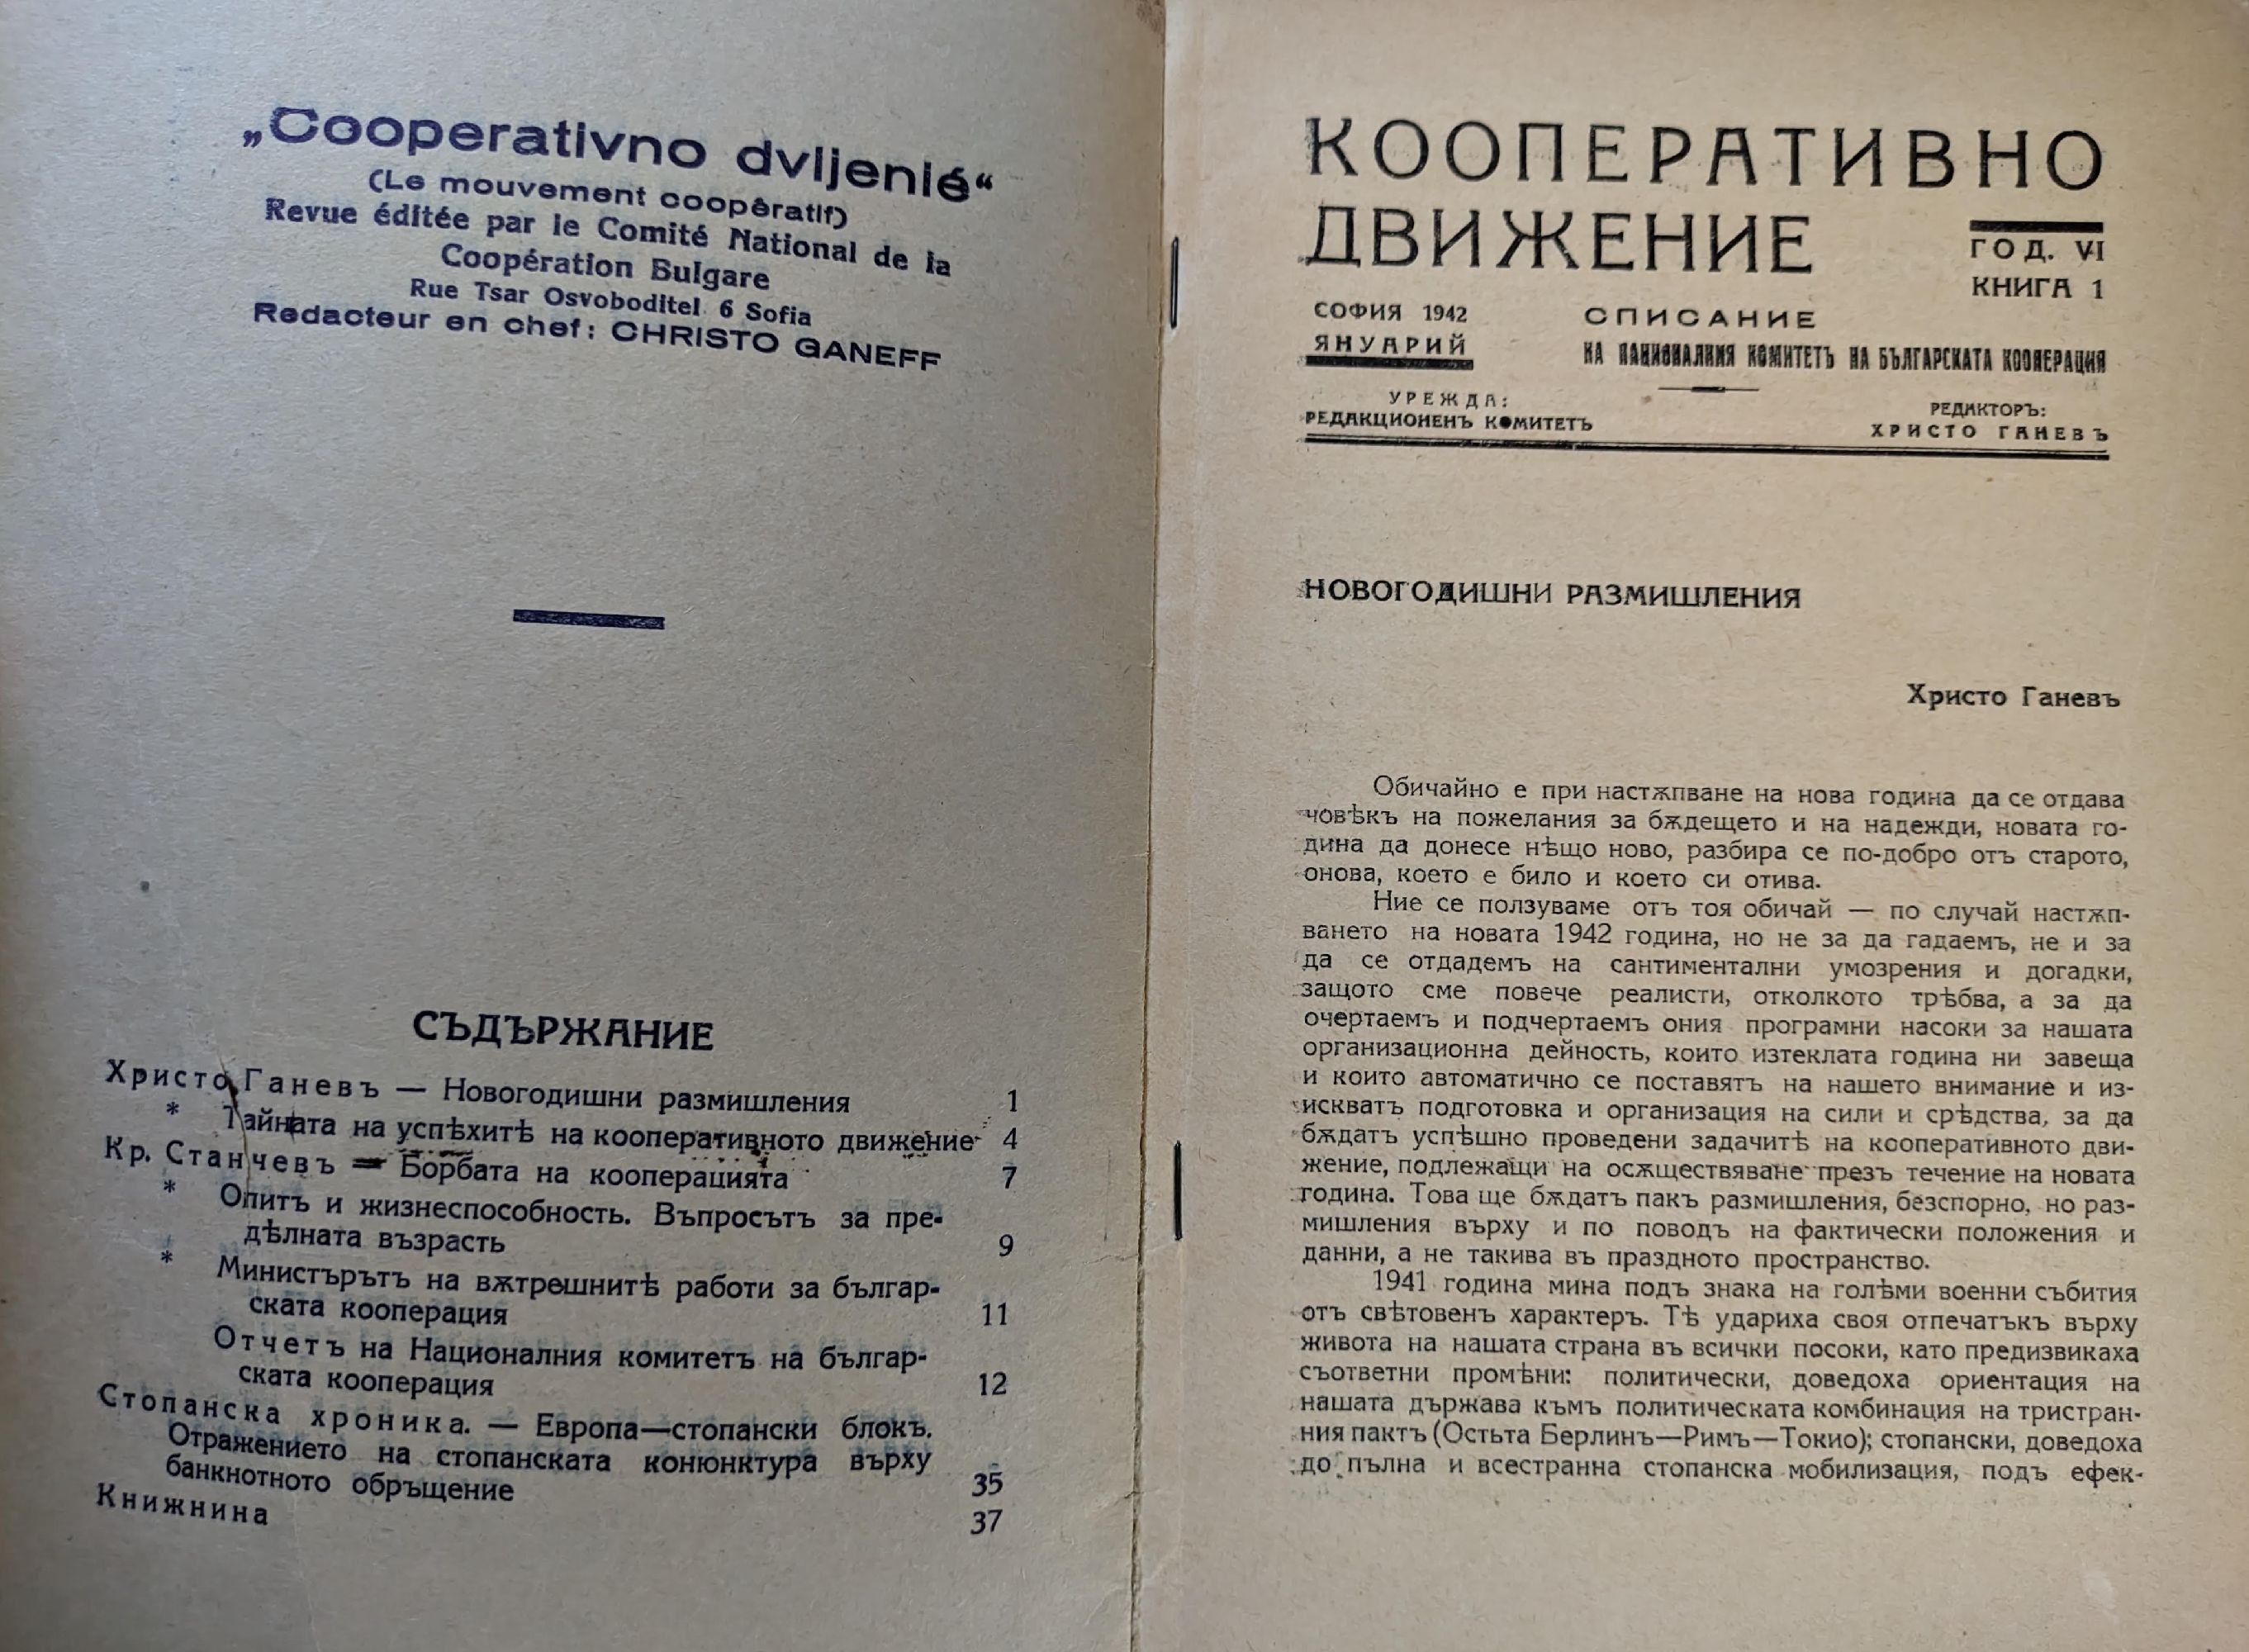 „Cooperativno dvijenié“
(Le mouvement coopératif)
Revue éditée par le Comité National de la
Coopération Bulgare
Rue Tsar Osvoboditel 6 Sofia
Redacteur en chef: CHRISTO GANEFF
СЪДЪРЖАНИЕ
Христо Ганевъ — Новогодишни размишления 1
* Тайната на успѣхитѣ на кооперативното движение 4
Кр. Станчевъ — Борбата на кооперацията 7
* Опитъ и жизнеспособность. Въпросътъ за пре-
дѣлната възрасть 9
* Министърътъ на вѫтрешнитѣ работи за българ-
ската кооперация 11
Отчетъ на Националния комитетъ на българ-
ската кооперация 12
Стопанска хроника. — Европа—стопански блокъ.
Отражението на стопанската конюнктура върху
банкнотното обръщение 35
Книжнина 37
КООПЕРАТИВНО
ДВИЖЕНИЕ
ГОД. VI
КНИГА 1
СОФИЯ 1942
ЯНУАРИЙ
СПИСАНИЕ
НА НАЦИОНАЛНИЯ КОМИТЕТЪ НА БЪЛГАРСКАТА КООПЕРАЦИЯ
УРЕЖДА:
РЕДАКЦИОНЕНЪ КОМИТЕТЪ
РЕДАКТОРЪ:
ХРИСТО ГАНЕВЪ
НОВОГОДИШНИ РАЗМИШЛЕНИЯ
Христо Ганевъ
Обичайно е при настѫпване на нова година да се отдава
човѣкъ на пожелания за бѫдещето и на надежди, новата го-
дина да донесе нѣщо ново, разбира се по-добро отъ старото,
онова, което е било и което си отива.
Ние се ползуваме отъ тоя обичай — по случай настѫп-
ването на новата 1942 година, но не за да гадаемъ, не и за
да се отдадемъ на сантиментални умозрения и догадки,
защото сме повече реалисти, отколкото трѣбва, а за да
очертаемъ и подчертаемъ ония програмни насоки за нашата
организационна дейность, които изтеклата година ни завеща
и които автоматично се поставятъ на нашето внимание и из-
искватъ подготовка и организация на сили и срѣдства, за да
бѫдатъ успѣшно проведени задачитѣ на кооперативното дви-
жение, подлежащи на осѫществяване презъ течение на новата
година. Това ще бѫдатъ пакъ размишления, безспорно, но раз-
мишления върху и по поводъ на фактически положения и
данни, а не такива въ праздното пространство.
1941 година мина подъ знака на голѣми военни събития
отъ свѣтовенъ характеръ. Тѣ удариха своя отпечатъкъ върху
живота на нашата страна въ всички посоки, като предизвикаха
съответни промѣни: политически, доведоха ориентация на
нашата държава към политическата комбинация на тристран-
ния пактъ (Остьта Берлинъ—Римъ—Токио); стопански, доведоха
до пълна и всестранна стопанска мобилизация, подъ ефек-